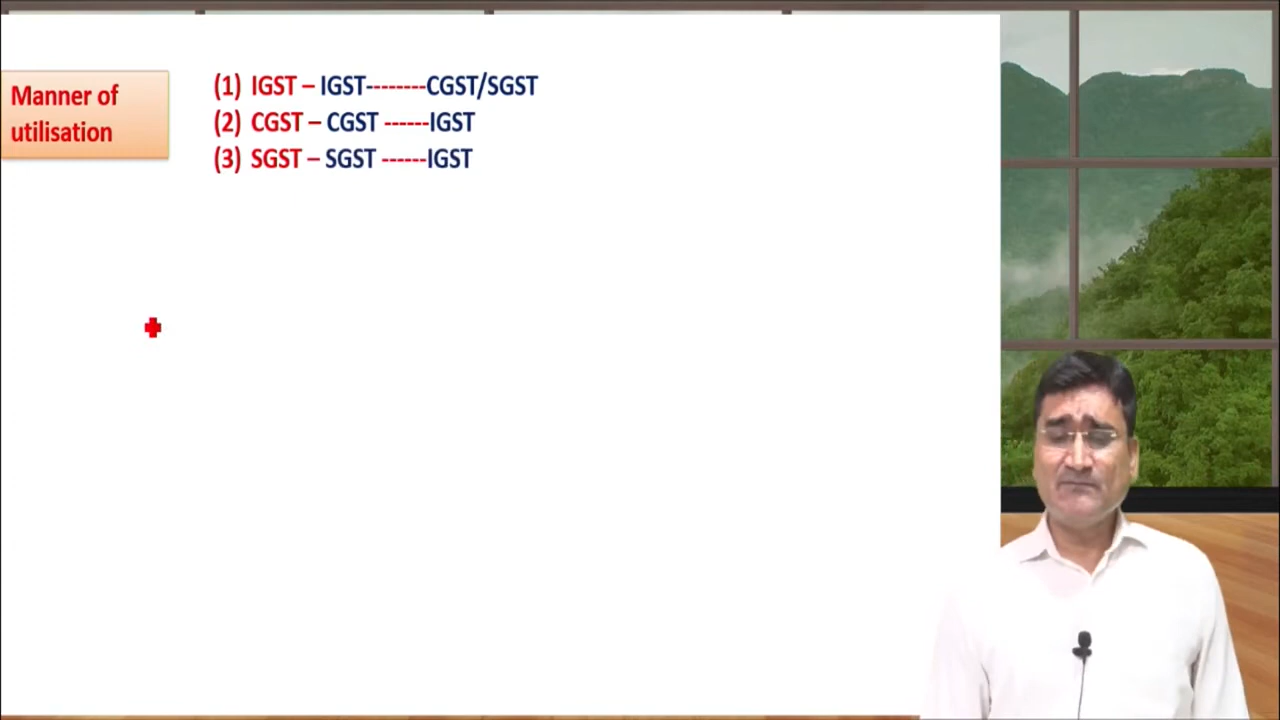 Manner of
utilisation
(1) IGST – IGST--------CGST/SGST
(2) CGST – CGST ------IGST
(3) SGST – SGST ------IGST